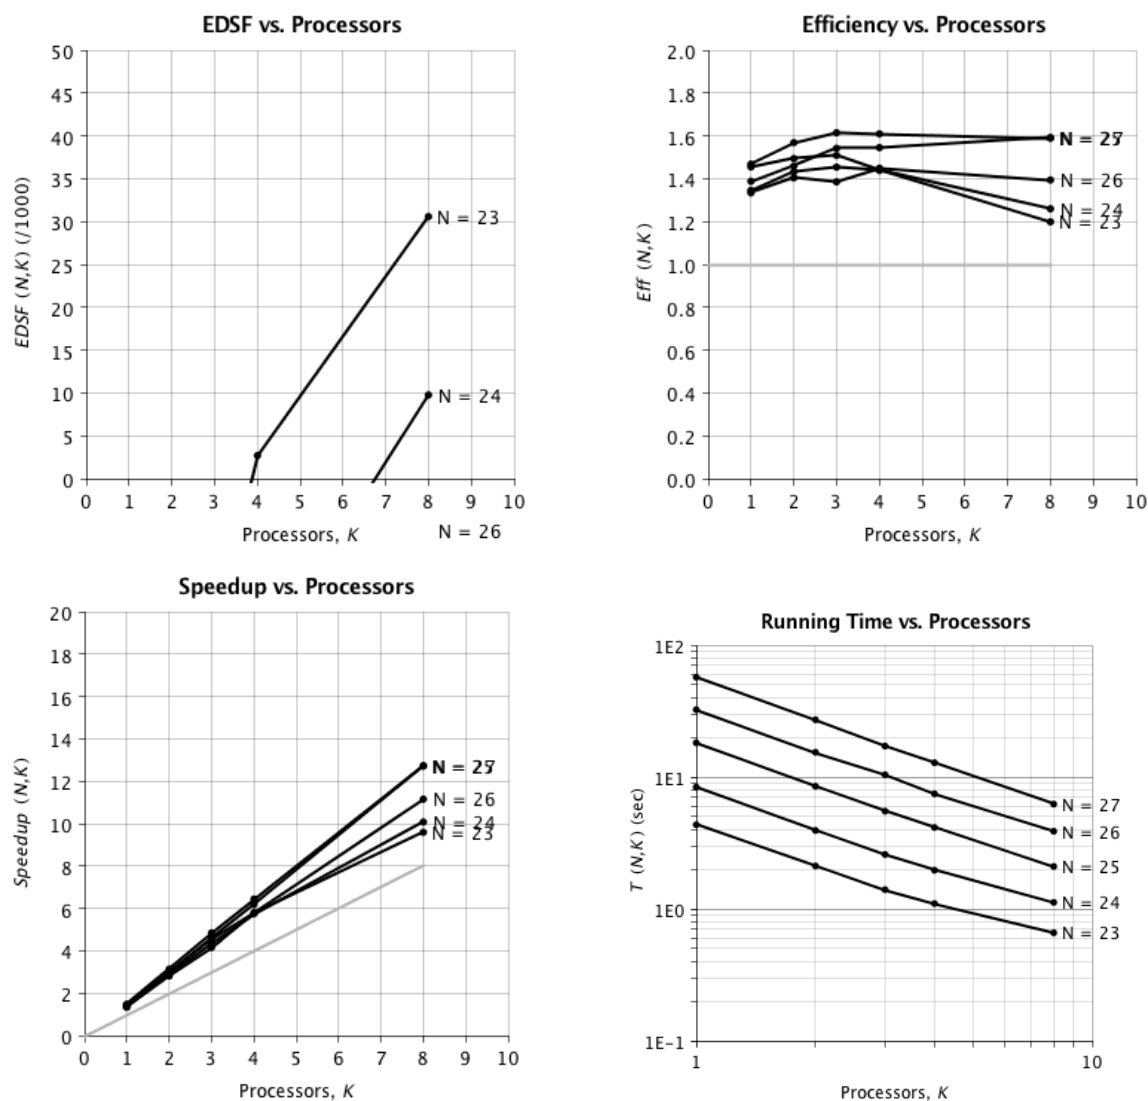 EDSF vs. Processors
50
45
40
35
30
25
20
15
10
5
0
EDSF (N,K) (/1000)
N = 23
N = 24
0 1 2 3 4 5 6 7 8 9 10
Processors, K
N = 26
Efficiency vs. Processors
2.0
1.8
1.6
1.4
1.2
1.0
0.8
0.6
0.4
0.2
0.0
Eff (N,K)
N = 25
N = 27
N = 26
N = 24
N = 23
0 1 2 3 4 5 6 7 8 9 10
Processors, K
Speedup vs. Processors
20
18
16
14
12
10
8
6
4
2
0
Speedup (N,K)
N = 25
N = 27
N = 26
N = 24
N = 23
0 1 2 3 4 5 6 7 8 9 10
Processors, K
Running Time vs. Processors
1E2
1E1
1E0
1E-1
T (N,K) (sec)
N = 27
N = 26
N = 25
N = 24
N = 23
1 10
Processors, K